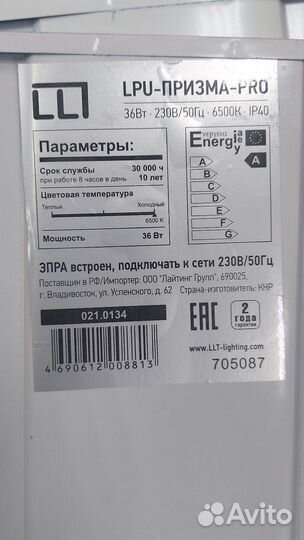 LLT
LPU-ПРИЗМА-PRO
36Вт · 230В/50Гц · 6500К · IP40
Параметры:
Срок службы 30 000 ч
при работе 8 часов в день 10 лет
Цветовая температура
Теплый Холодный
6500 К
Мощность 36 Вт
Energy
A A
B
C
D
E
F
G
ЭПРА встроен, подключать к сети 230В/50Гц
Поставщик в РФ/Импортер: ООО "Лайтинг Групп", 690025,
г. Владивосток, ул. Успенского, д. 62 Страна-изготовитель: КНР
021.0134
4 690612 008813
EAC
2 года гарантии
www.LLT-lighting.com
705087
Avito